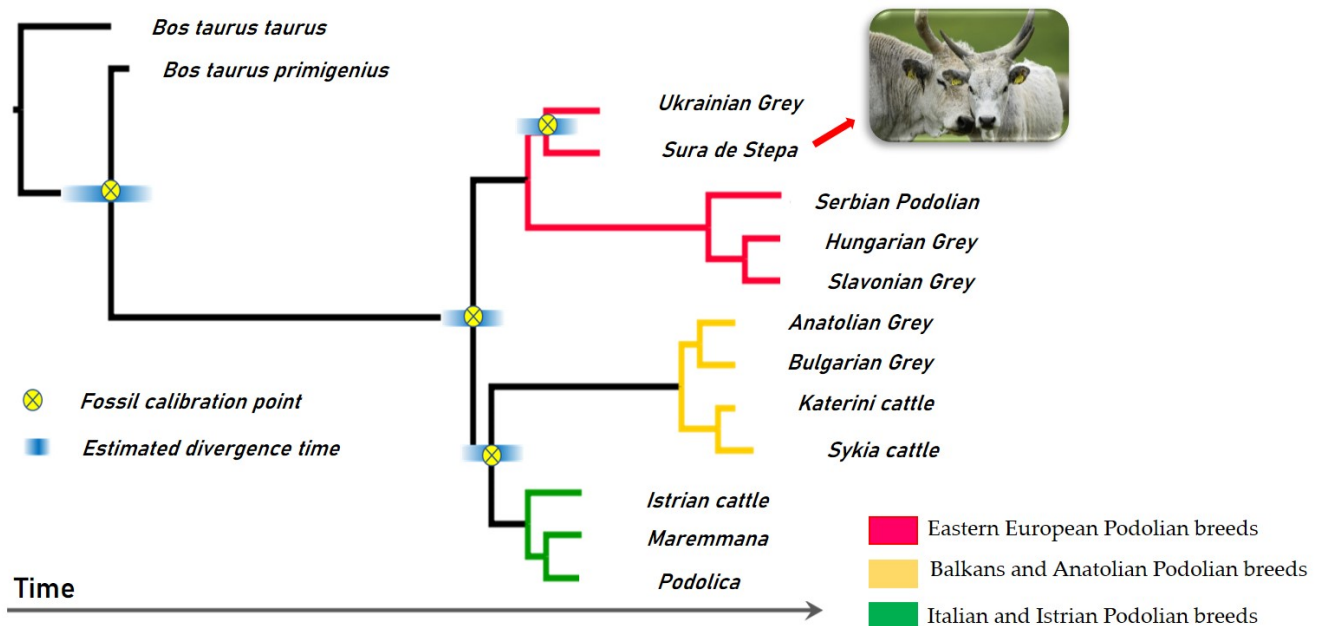 Bos taurus taurus
Bos taurus primigenius
Ukrainian Grey
Sura de Stepa
Serbian Podolian
Hungarian Grey
Slavonian Grey
Anatolian Grey
Bulgarian Grey
Katerini cattle
Sykia cattle
Istrian cattle
Maremmana
Podolica
Fossil calibration point
Estimated divergence time
Time
Eastern European Podolian breeds
Balkans and Anatolian Podolian breeds
Italian and Istrian Podolian breeds